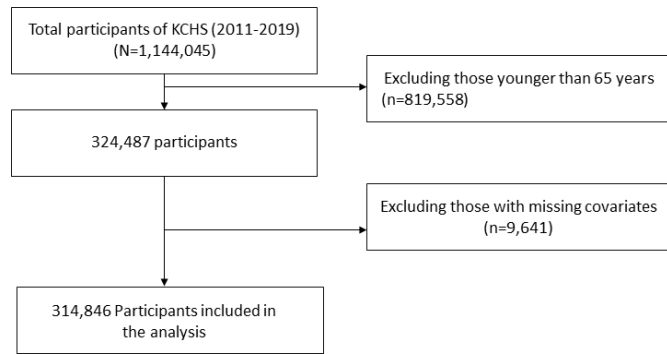 Total participants of KCHS (2011-2019)
(N=1,144,045)
Excluding those younger than 65 years
(n=819,558)
324,487 participants
Excluding those with missing covariates
(n=9,641)
314,846 Participants included in
the analysis